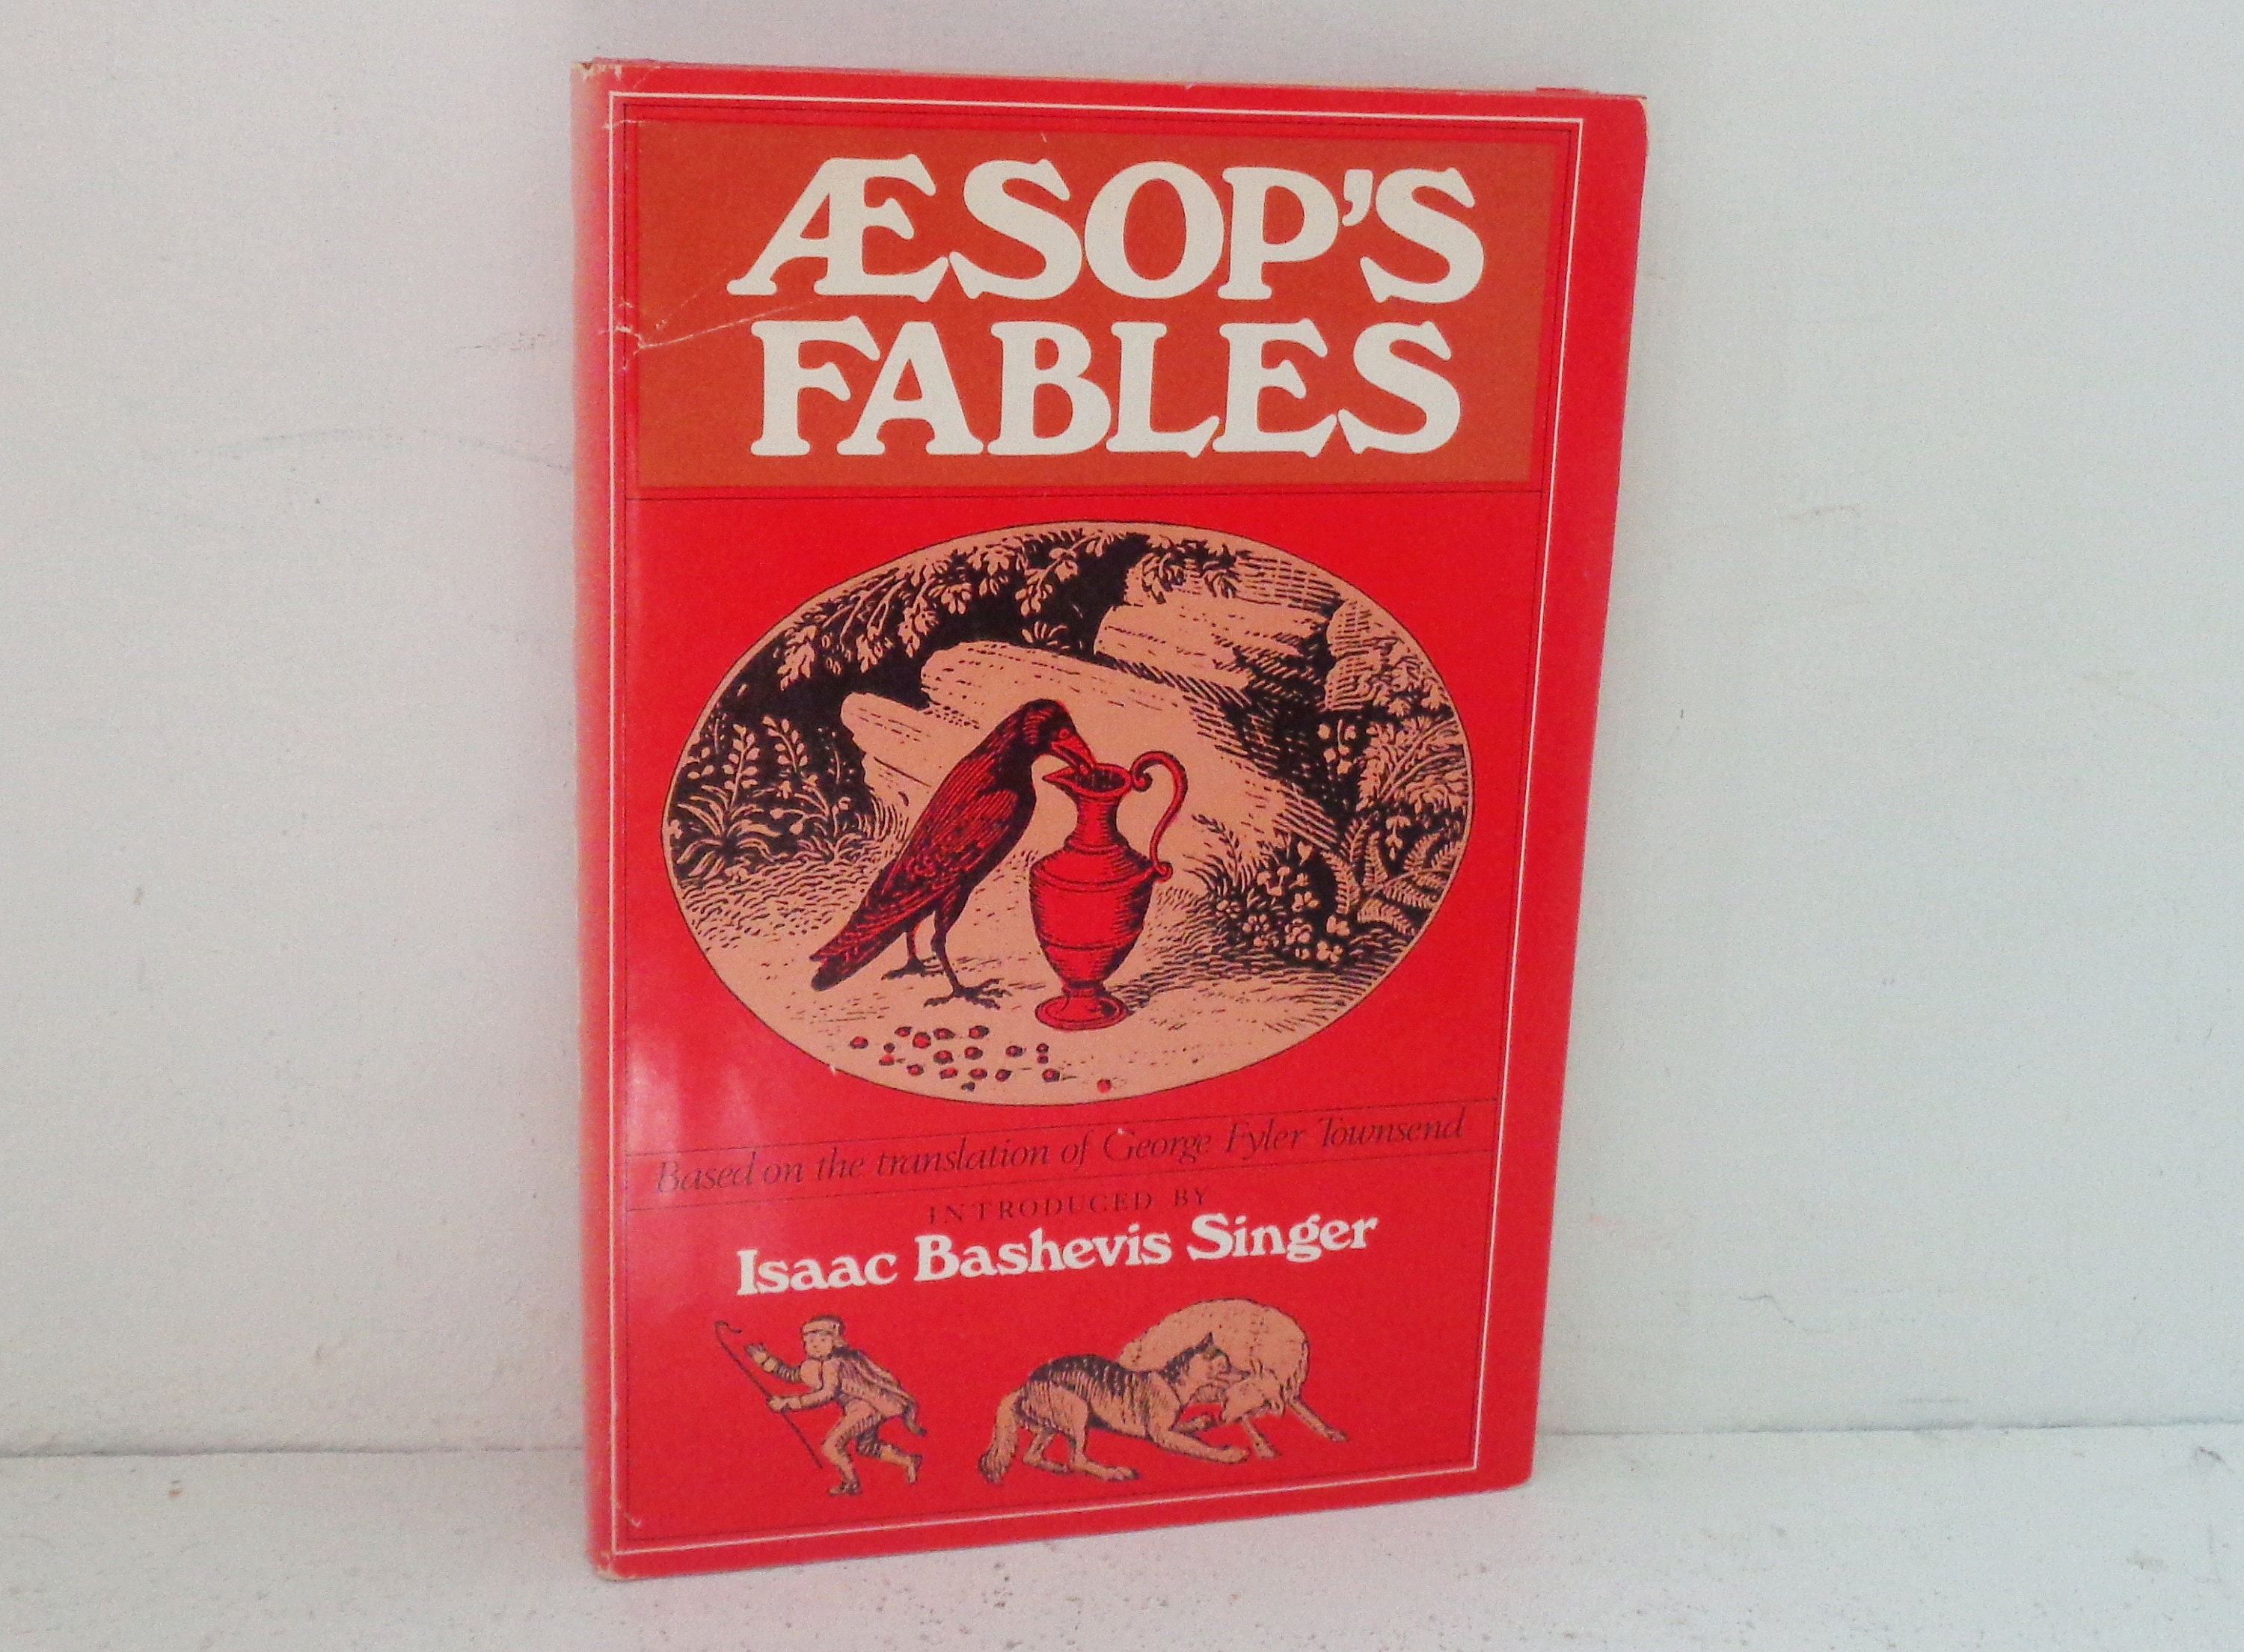 ÆSOP'S
FABLES
Based on the translation of George Fyler Townsend
INTRODUCED BY
Isaac Bashevis Singer